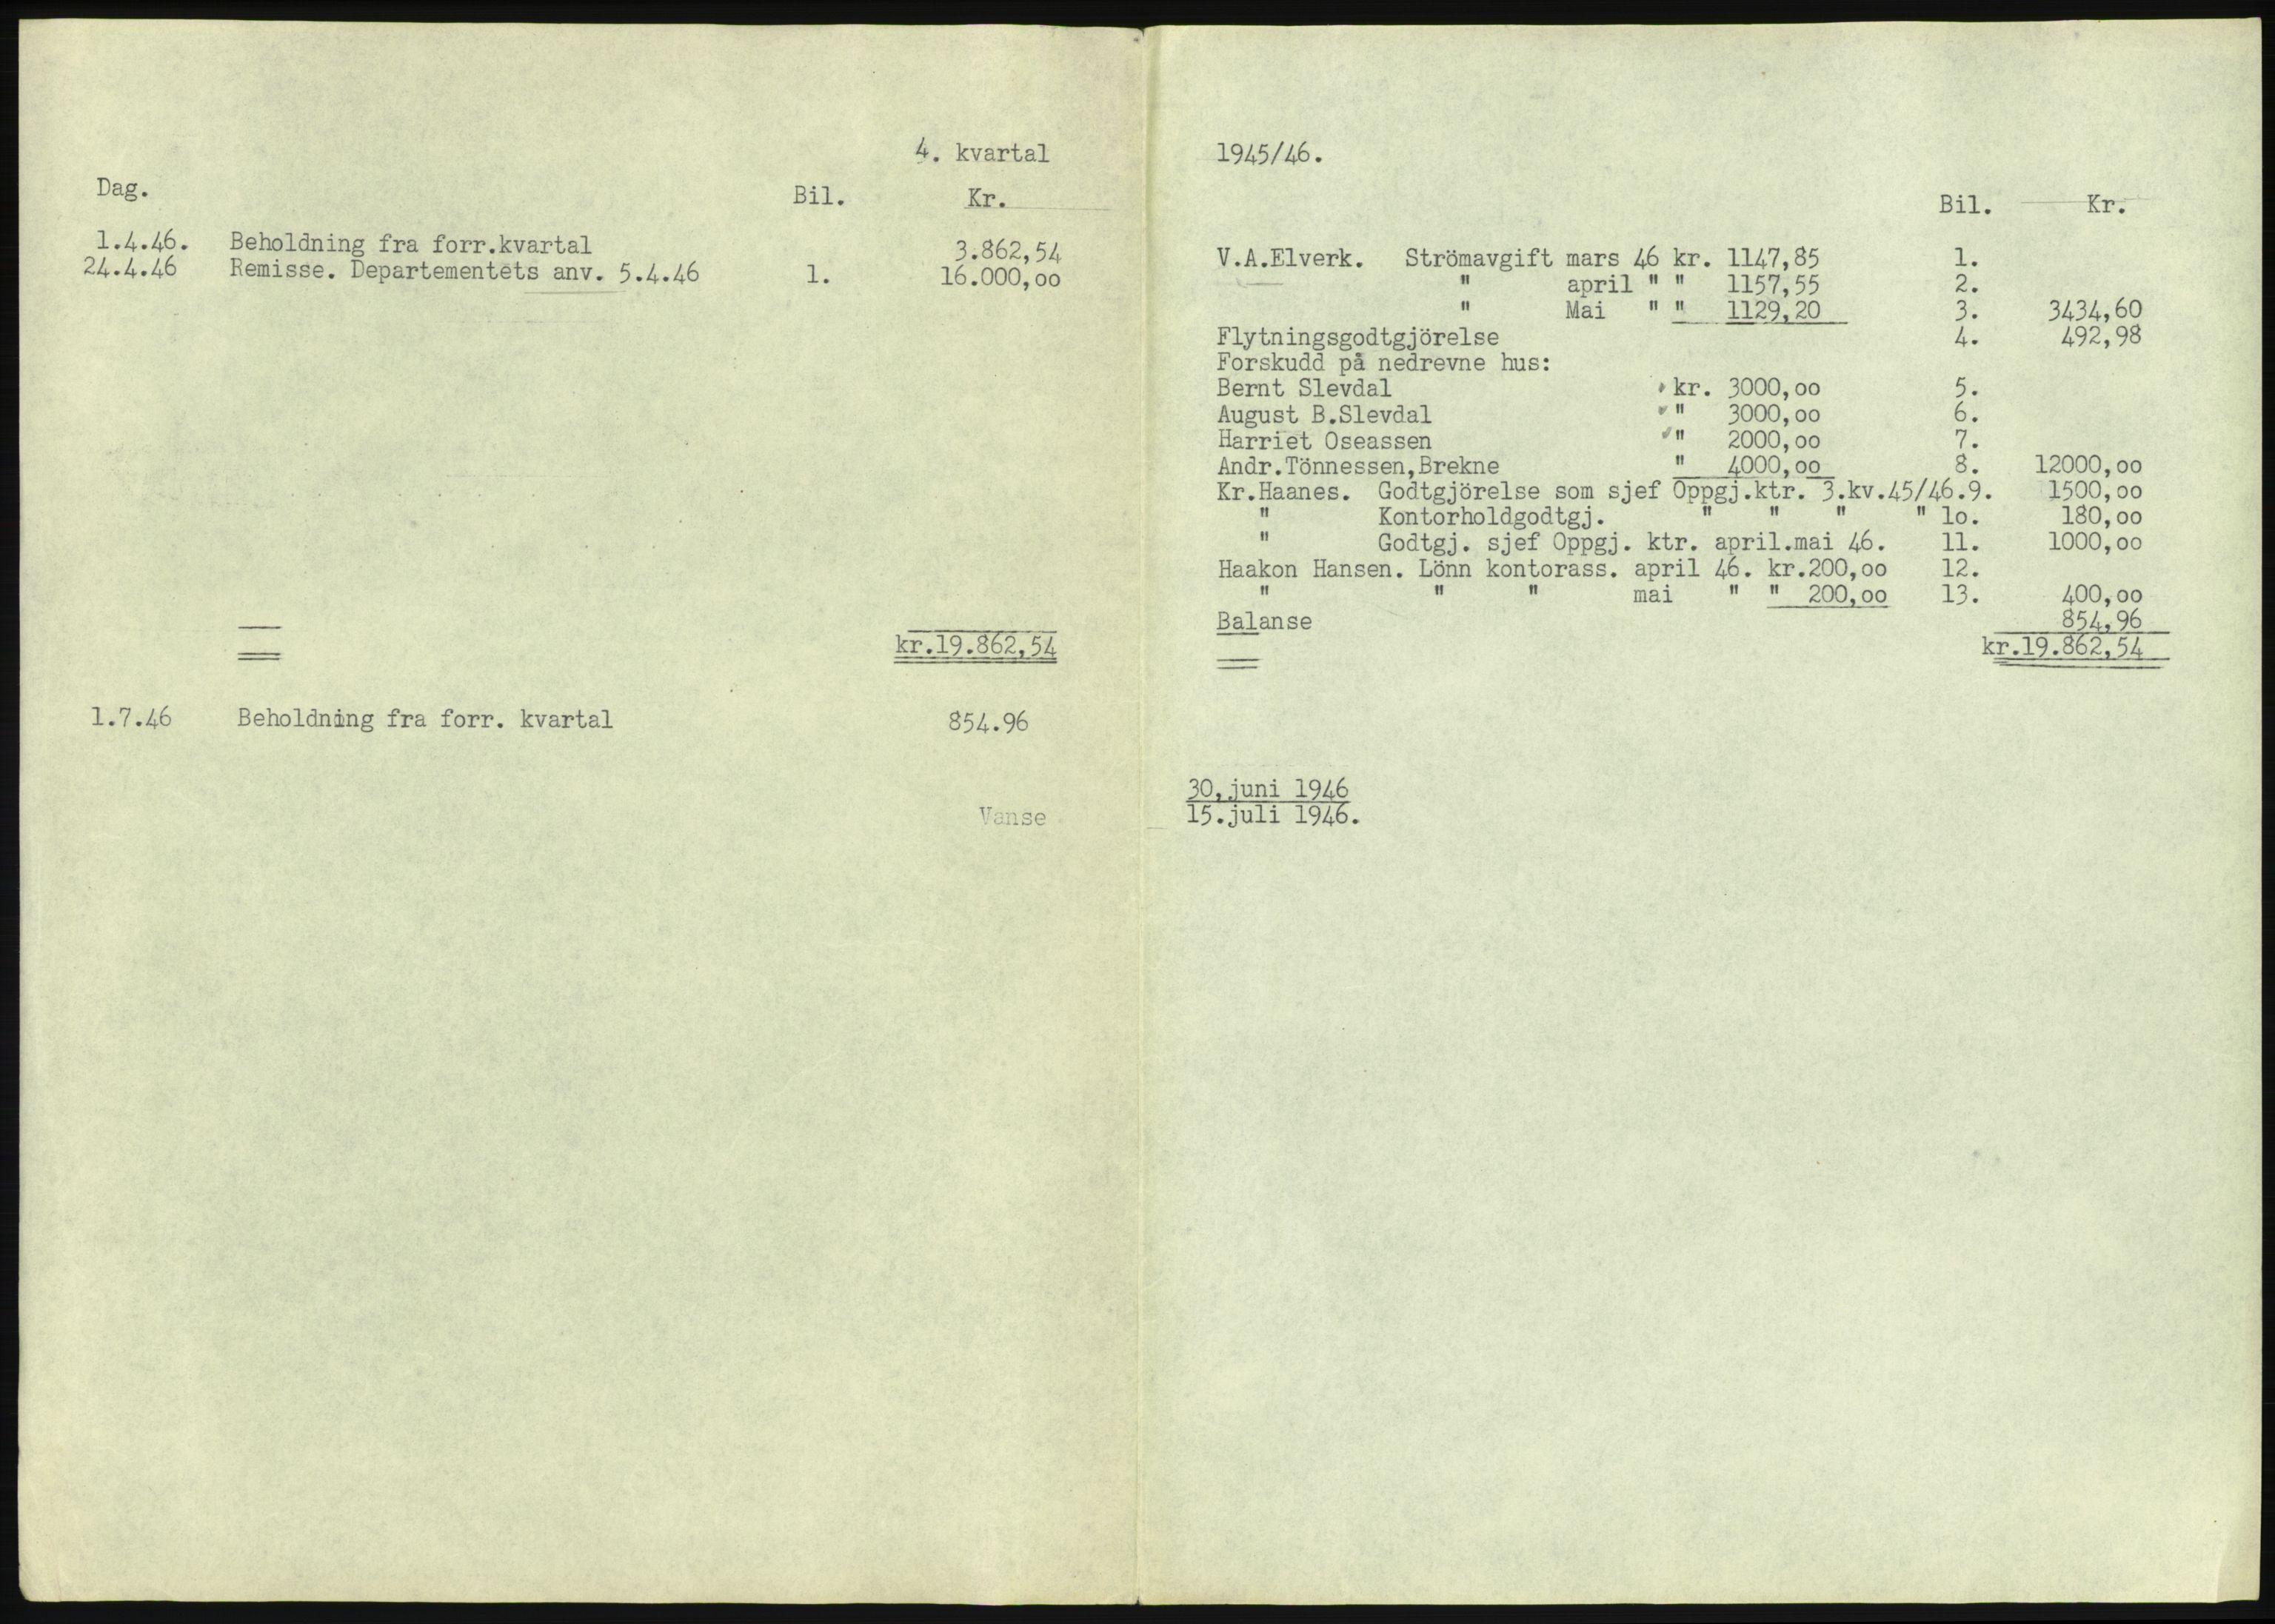 4. kvartal
Dag.
Bil. Kr.
1.4.46. Beholdning fra forr.kvartal 3.862,54
24.4.46 Remisse. Departementets anv. 5.4.46 1. 16.000,oo
kr.19.862,54
1.7.46 Beholdning fra forr. kvartal 854.96
Vanse
1945/46.
Bil. Kr.
V.A.Elverk. Strömavgift mars 46 kr. 1147,85 1.
" april " " 1157,55 2.
" Mai " " 1129,20 3. 3434,60
Flytningsgodtgjörelse 4. 492,98
Forskudd på nedrevne hus:
Bernt Slevdal kr. 3000,oo 5.
August B.Slevdal " 3000,oo 6.
Harriet Oseassen " 2000,oo 7.
Andr.Tönnessen,Brekne " 4000,oo 8. 12000,oo
Kr.Haanes. Godtgjörelse som sjef Oppgj.ktr. 3.kv.45/46.9. 1500,oo
" Kontorholdgodtgj. " " " " lo. 180,oo
" Godtgj. sjef Oppgj. ktr. april.mai 46. 11. 1000,oo
Haakon Hansen. Lönn kontorass. april 46. kr.200,oo 12.
" " " mai " " 200,oo 13. 400,oo
Balanse 854,96
kr.19.862,54
30,juni 1946
15.juli 1946.